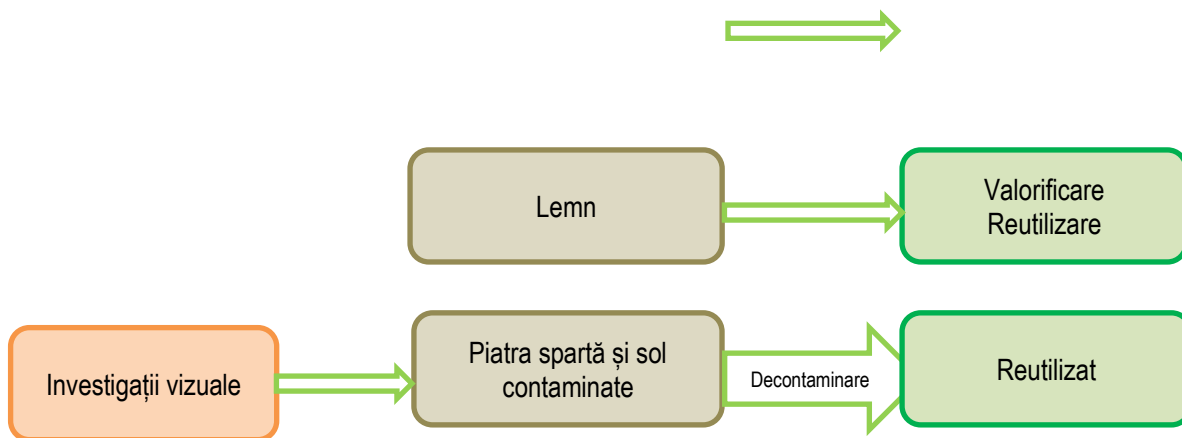 Lemn
Valorificare
Reutilizare
Investigații vizuale
Piatra spartă și sol
contaminate
Decontaminare
Reutilizat